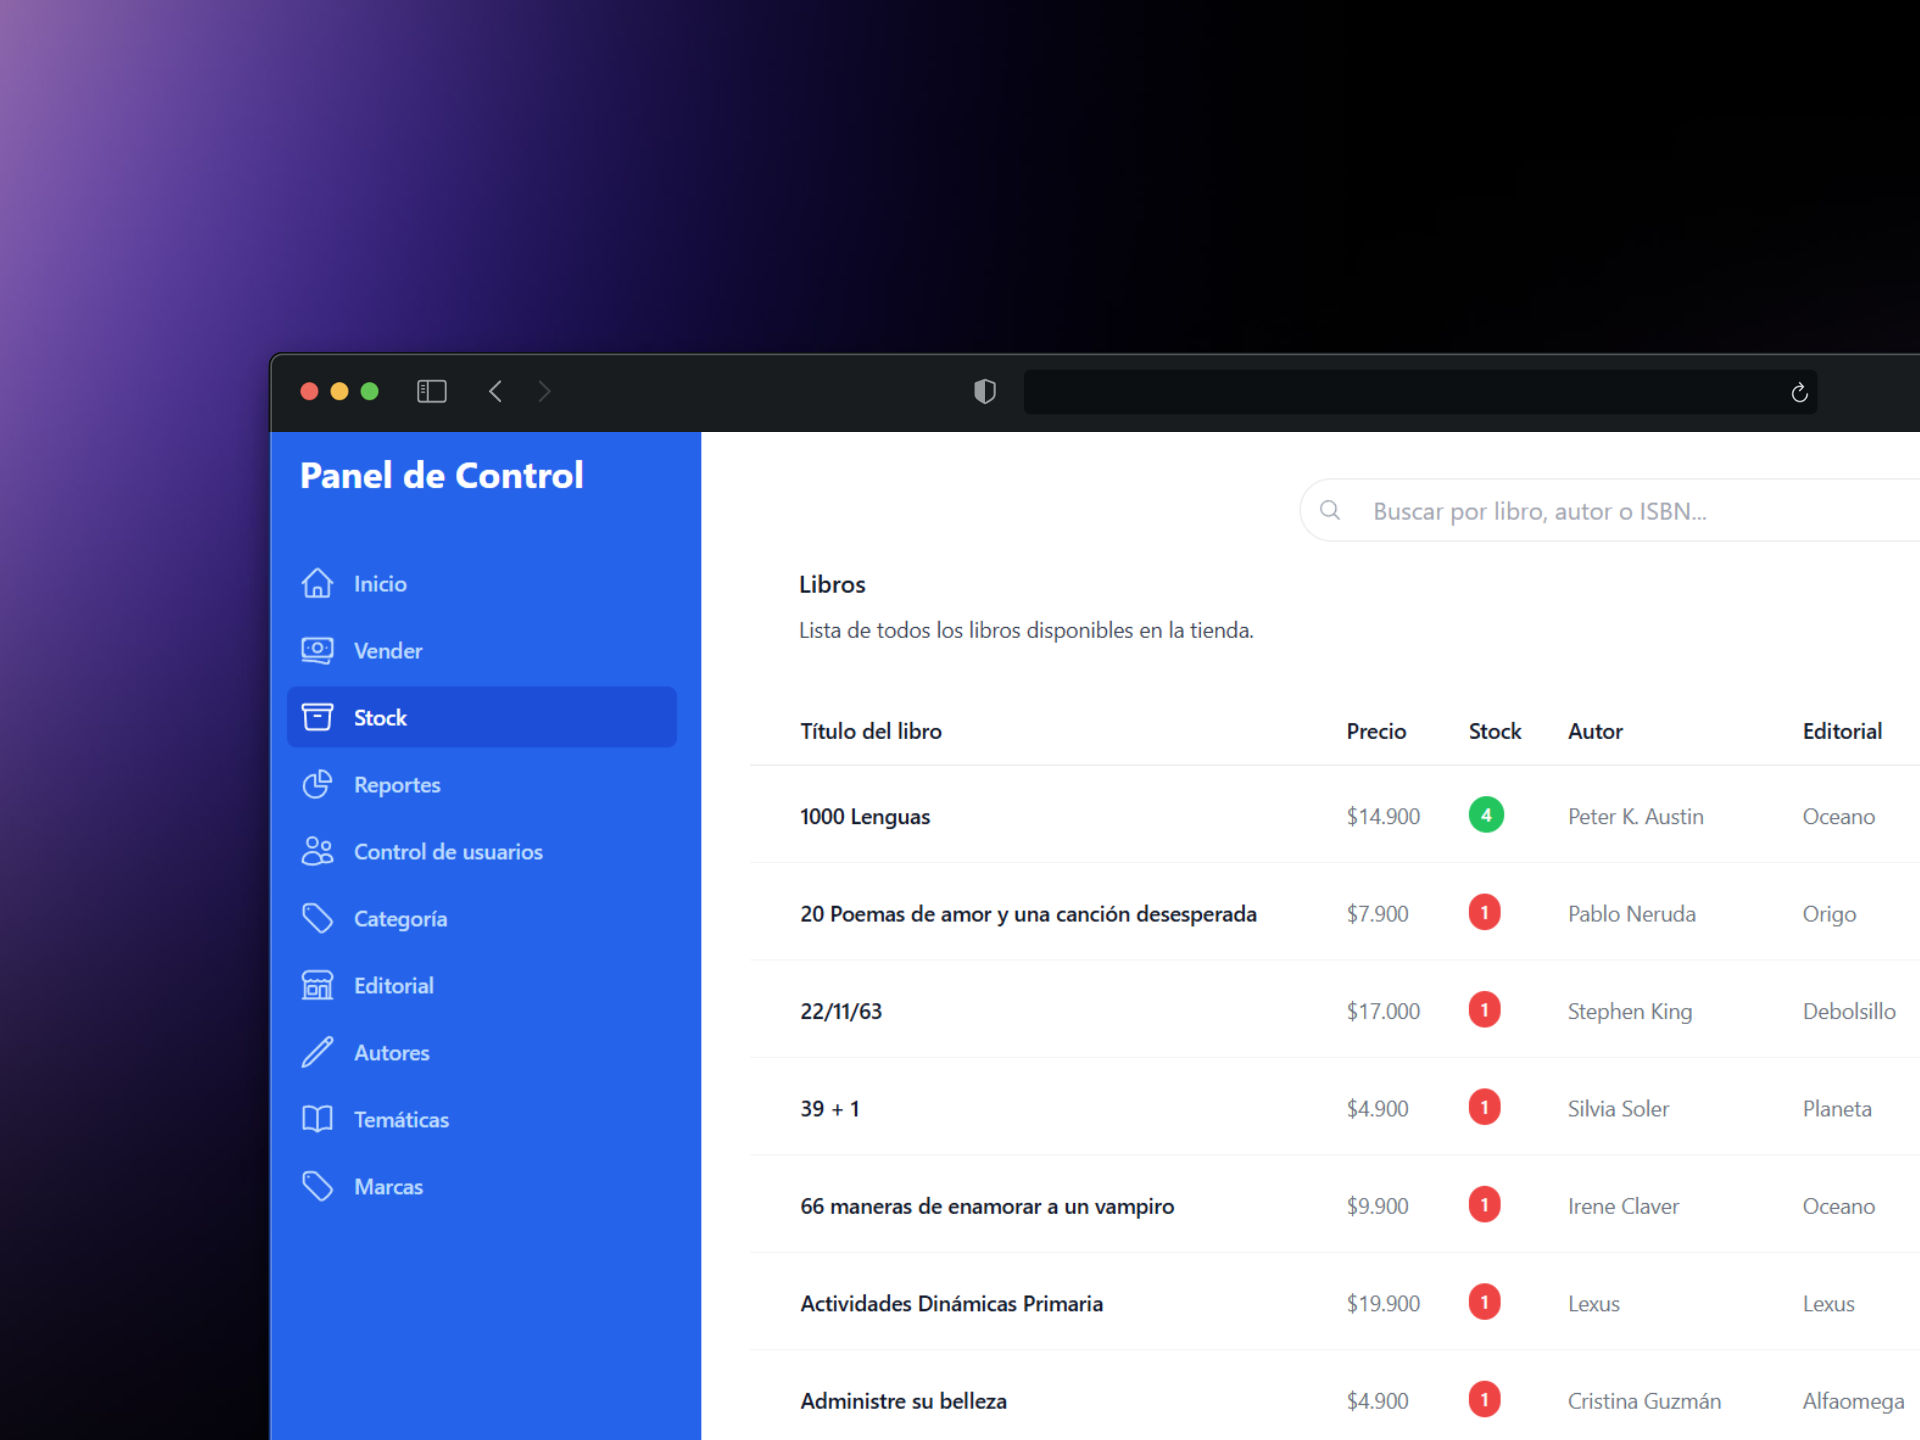 Panel de Control
Inicio
Vender
Stock
Reportes
Control de usuarios
Categoría
Editorial
Autores
Temáticas
Marcas
Buscar por libro, autor o ISBN...
Libros
Lista de todos los libros disponibles en la tienda.
Título del libro Precio Stock Autor Editorial
1000 Lenguas $14.900 4 Peter K. Austin Oceano
20 Poemas de amor y una canción desesperada $7.900 1 Pablo Neruda Origo
22/11/63 $17.000 1 Stephen King Debolsillo
39 + 1 $4.900 1 Silvia Soler Planeta
66 maneras de enamorar a un vampiro $9.900 1 Irene Claver Oceano
Actividades Dinámicas Primaria $19.900 1 Lexus Lexus
Administre su belleza $4.900 1 Cristina Guzmán Alfaomega